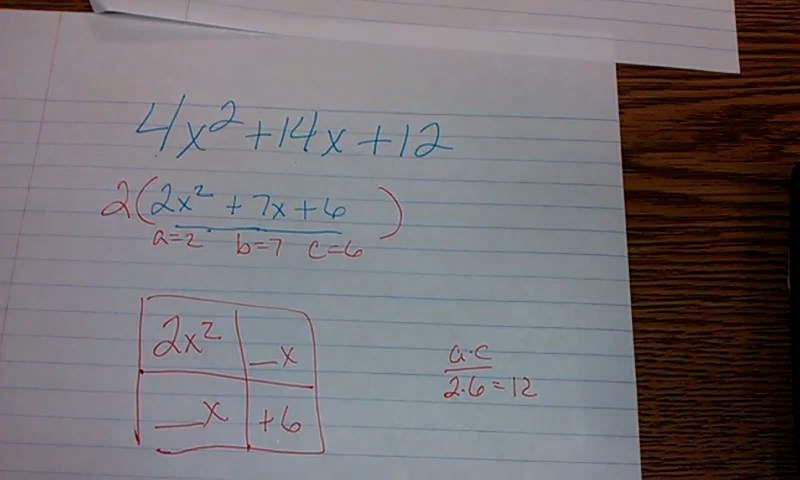 4x² + 14x + 12
2(2x² + 7x + 6)
a=2 b=7 c=6
2x² _x
_x +6
a·c
2·6=12